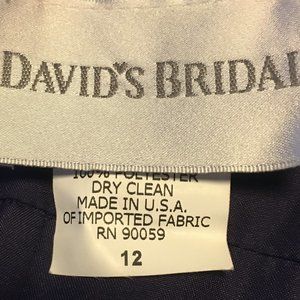 DAVID'S BRIDAL
100% POLYESTER
DRY CLEAN
MADE IN U.S.A.
OF IMPORTED FABRIC
RN 90059
12